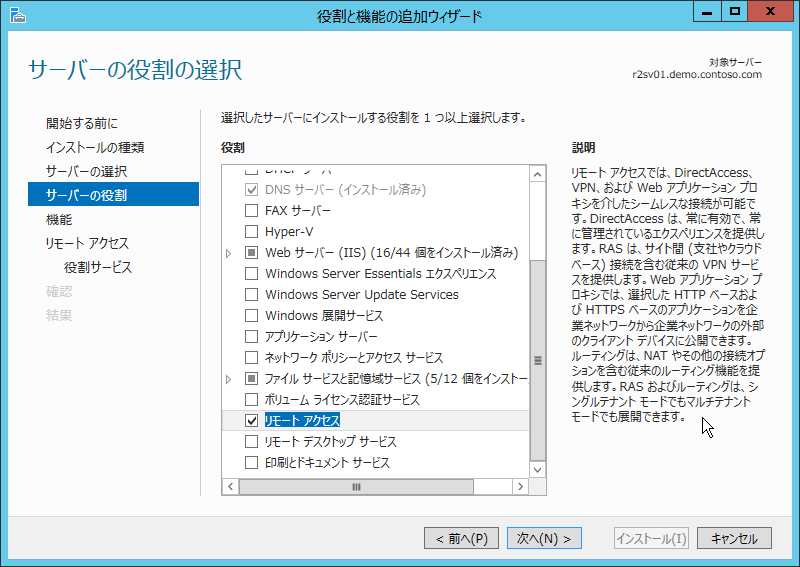 役割と機能の追加ウィザード
サーバーの役割の選択
対象サーバー
r2sv01.demo.contoso.com
開始する前に
インストールの種類
サーバーの選択
サーバーの役割
機能
リモート アクセス
役割サービス
確認
結果
選択したサーバーにインストールする役割を 1 つ以上選択します。
役割
DHCP サーバー
DNS サーバー (インストール済み)
FAX サーバー
Hyper-V
Web サーバー (IIS) (16/44 個をインストール済み)
Windows Server Essentials エクスペリエンス
Windows Server Update Services
Windows 展開サービス
アプリケーション サーバー
ネットワーク ポリシーとアクセス サービス
ファイル サービスと記憶域サービス (5/12 個をインストー
ボリューム ライセンス認証サービス
リモート アクセス
リモート デスクトップ サービス
印刷とドキュメント サービス
説明
リモート アクセスでは、DirectAccess、
VPN、および Web アプリケーション プロ
キシを介したシームレスな接続が可能で
す。DirectAccess は、常に有効で、常
に管理されているエクスペリエンスを提供し
ます。RAS は、サイト間 (支社やクラウド
ベース) 接続を含む従来の VPN サービ
スを提供します。Web アプリケーション プ
ロキシでは、選択した HTTP ベースおよ
び HTTPS ベースのアプリケーションを企
業ネットワークから企業ネットワークの外部
のクライアント デバイスに公開できます。
ルーティングは、NAT やその他の接続オプ
ションを含む従来のルーティング機能を提
供します。RAS およびルーティングは、シ
ングルテナント モードでもマルチテナント
モードでも展開できます。
< 前へ(P)
次へ(N) >
インストール(I)
キャンセル